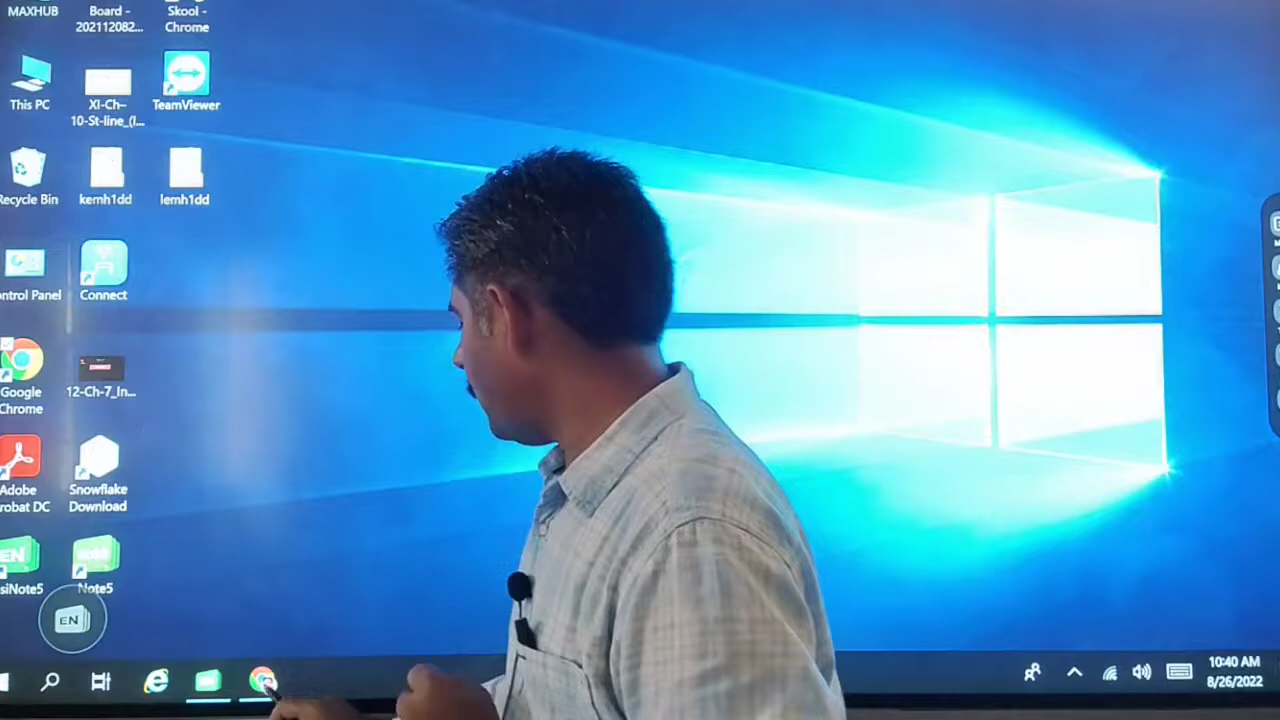 MAXHUB
Board -
202112082...
Skool -
Chrome
This PC
XI-Ch-
10-St-line_(l...
TeamViewer
Recycle Bin
kemh1dd
lemh1dd
ontrol Panel
Connect
Google
Chrome
12-Ch-7_In...
Adobe
robat DC
Snowflake
Download
EN
siNote5
Note5
EN
10:40 AM
8/26/2022